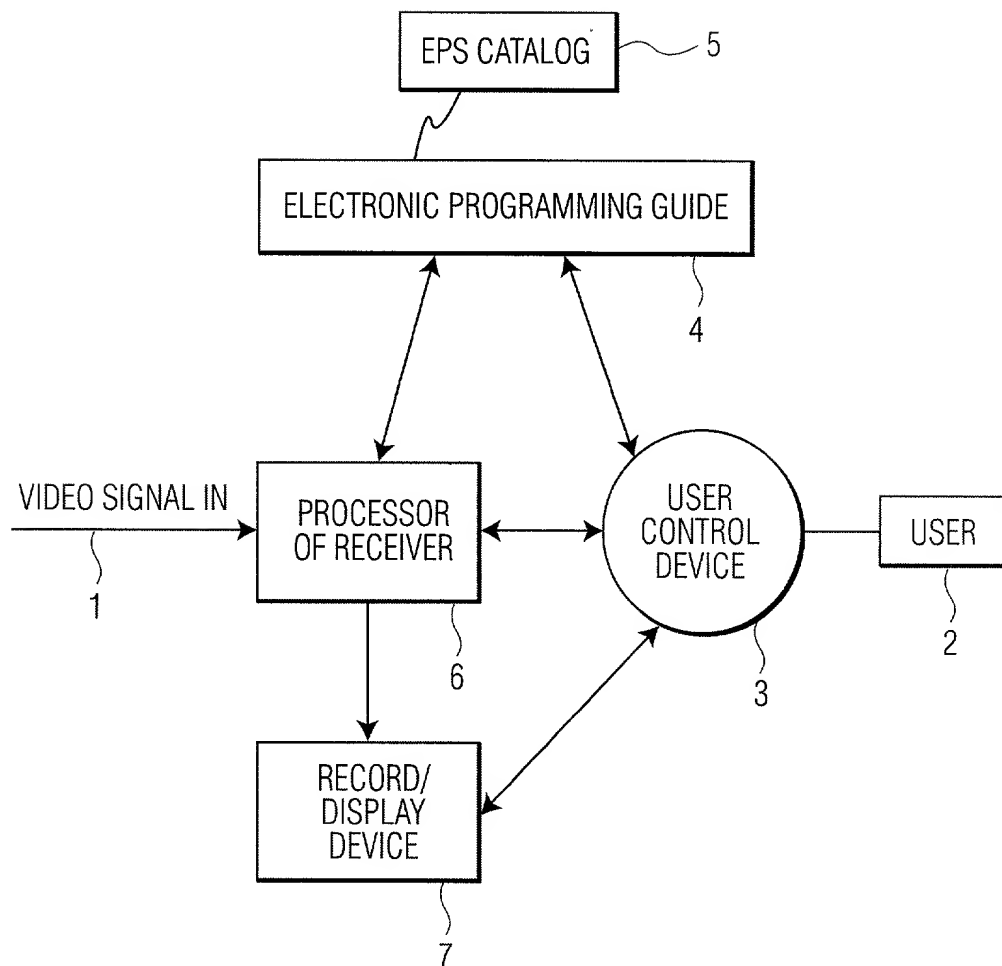 EPS CATALOG
5
ELECTRONIC PROGRAMMING GUIDE
4
VIDEO SIGNAL IN
1
PROCESSOR
OF RECEIVER
6
USER
CONTROL
DEVICE
3
USER
2
RECORD/
DISPLAY
DEVICE
7